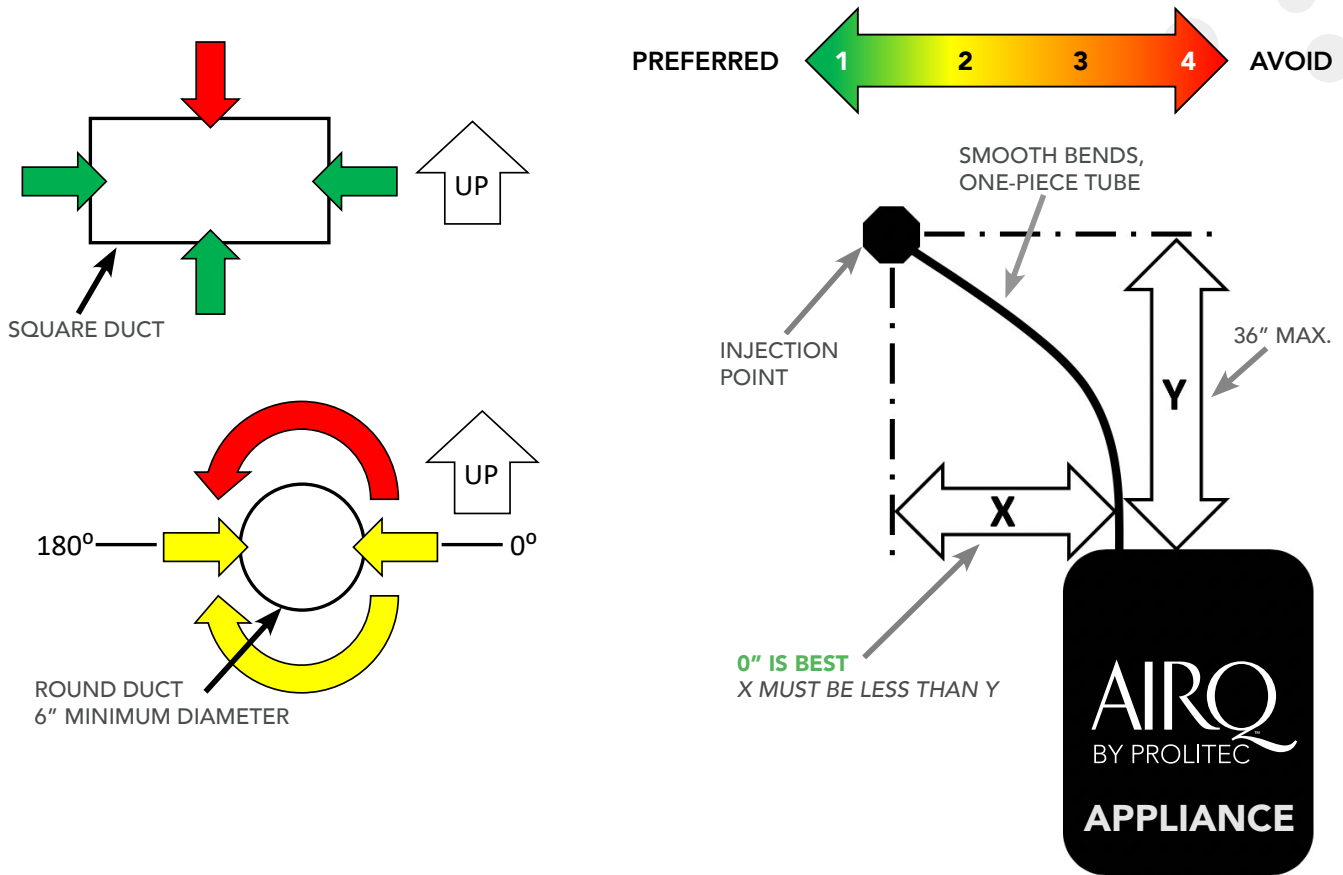 PREFERRED 1 2 3 4 AVOID
UP
SQUARE DUCT
UP
180º 0º
ROUND DUCT
6” MINIMUM DIAMETER
SMOOTH BENDS,
ONE-PIECE TUBE
INJECTION
POINT
36” MAX.
Y
X
0” IS BEST
X MUST BE LESS THAN Y
AIRQ™
BY PROLITEC
APPLIANCE